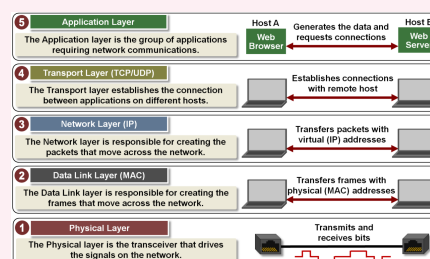 5 Application Layer
The Application layer is the group of applications
requiring network communications.
Host A
Web
Browser
Generates the data and
requests connections
Host
Web
4 Transport Layer (TCP/UDP)
The Transport layer establishes the connection
between applications on different hosts.
Establishes connections
with remote host
3 Network Layer (IP)
The Network layer is responsible for creating the
packets that move across the network.
Transfers packets with
virtual (IP) addresses
2 Data Link Layer (MAC)
The Data Link layer is responsible for creating the
frames that move across the network.
Transfers frames with
physical (MAC) addresses
1 Physical Layer
The Physical layer is the transceiver that drives
the signals on the network.
Transmits and
receives bits